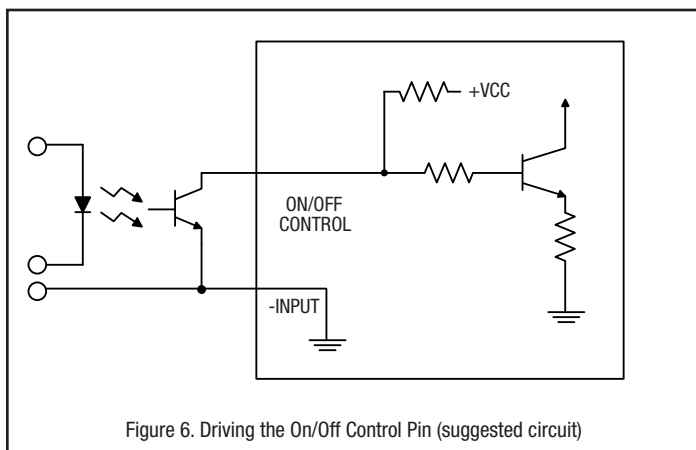 +VCC
ON/OFF
CONTROL
-INPUT
Figure 6. Driving the On/Off Control Pin (suggested circuit)